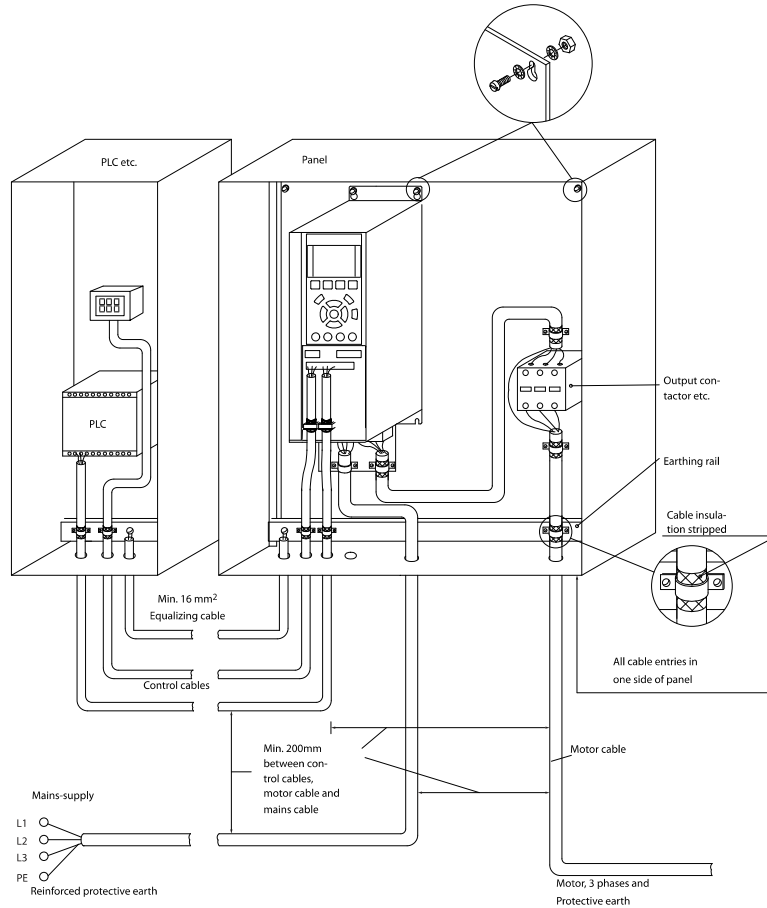 PLC etc.
Panel
PLC
Output con-
tactor etc.
Earthing rail
Cable insula-
tion stripped
Min. 16 mm²
Equalizing cable
Control cables
All cable entries in
one side of panel
Min. 200mm
between con-
trol cables,
motor cable and
mains cable
Motor cable
Mains-supply
L1
L2
L3
PE
Reinforced protective earth
Motor, 3 phases and
Protective earth